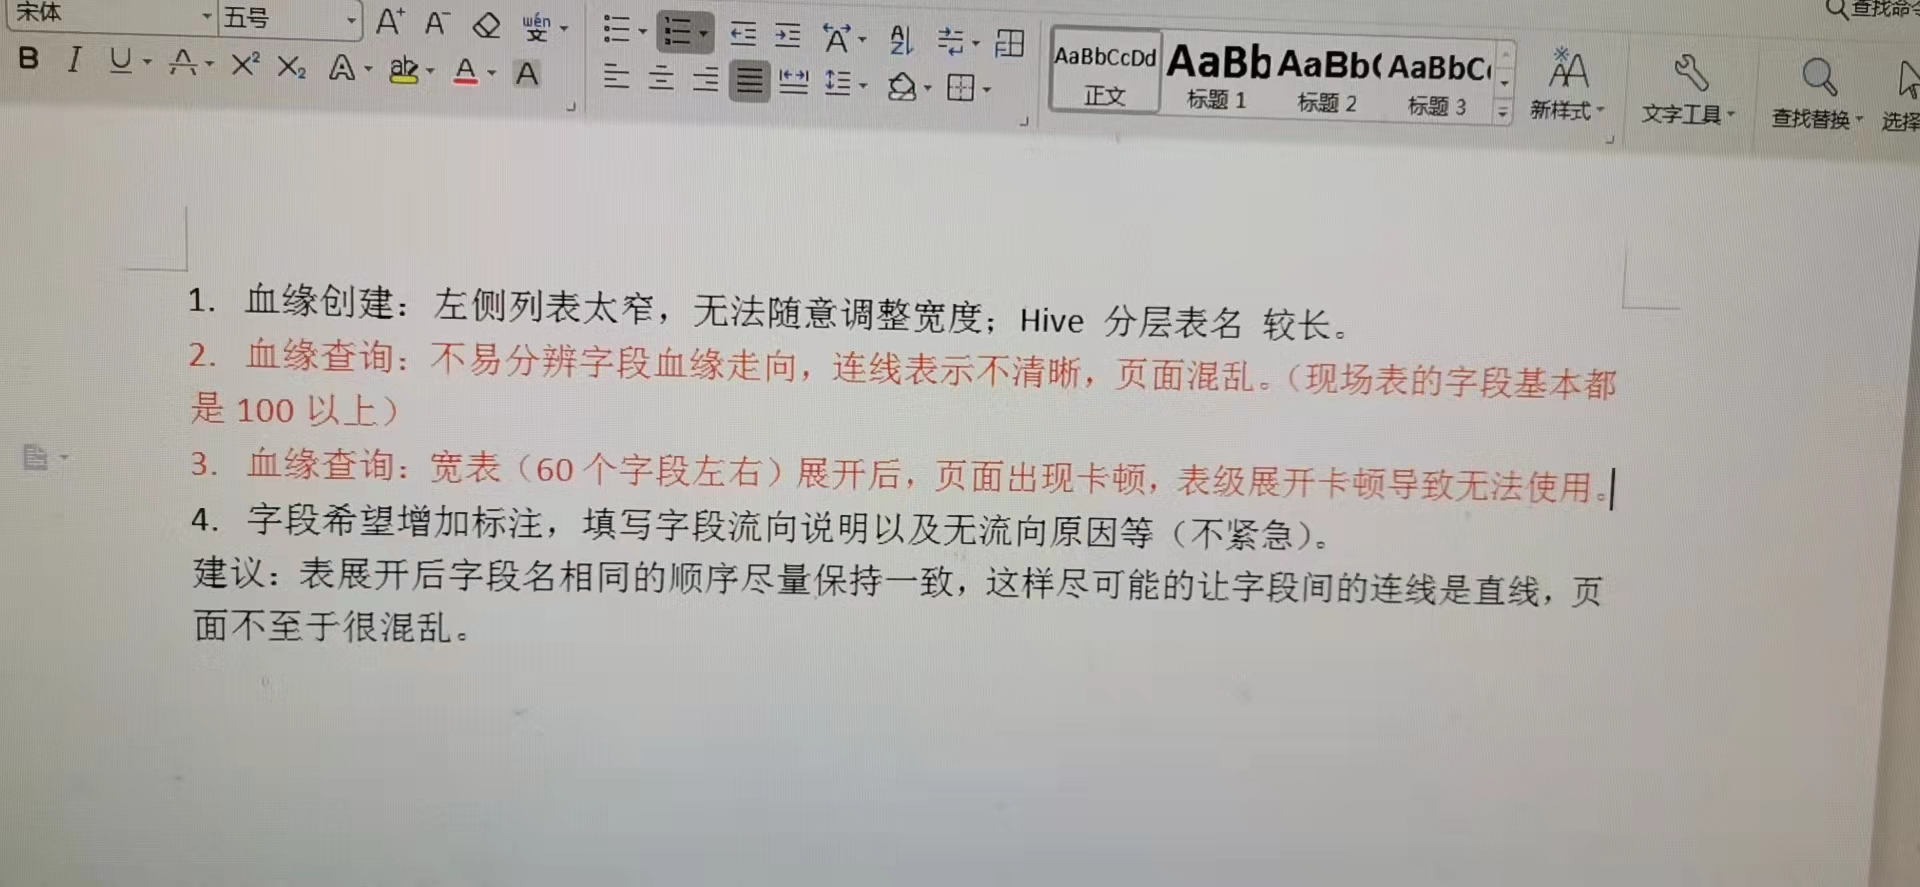 宋体 五号 A+ A- wén 文 查找命
B I U A X² X₂ A ab A A AaBbCcDd AaBb AaBb( AaBbC
正文 标题 1 标题 2 标题 3 新样式 文字工具 查找替换 选择
1. 血缘创建：左侧列表太窄，无法随意调整宽度；Hive 分层表名 较长。
2. 血缘查询：不易分辨字段血缘走向，连线表示不清晰，页面混乱。（现场表的字段基本都
是 100 以上）
3. 血缘查询：宽表（60 个字段左右）展开后，页面出现卡顿，表级展开卡顿导致无法使用。
4. 字段希望增加标注，填写字段流向说明以及无流向原因等（不紧急）。
建议：表展开后字段名相同的顺序尽量保持一致，这样尽可能的让字段间的连线是直线，页
面不至于很混乱。